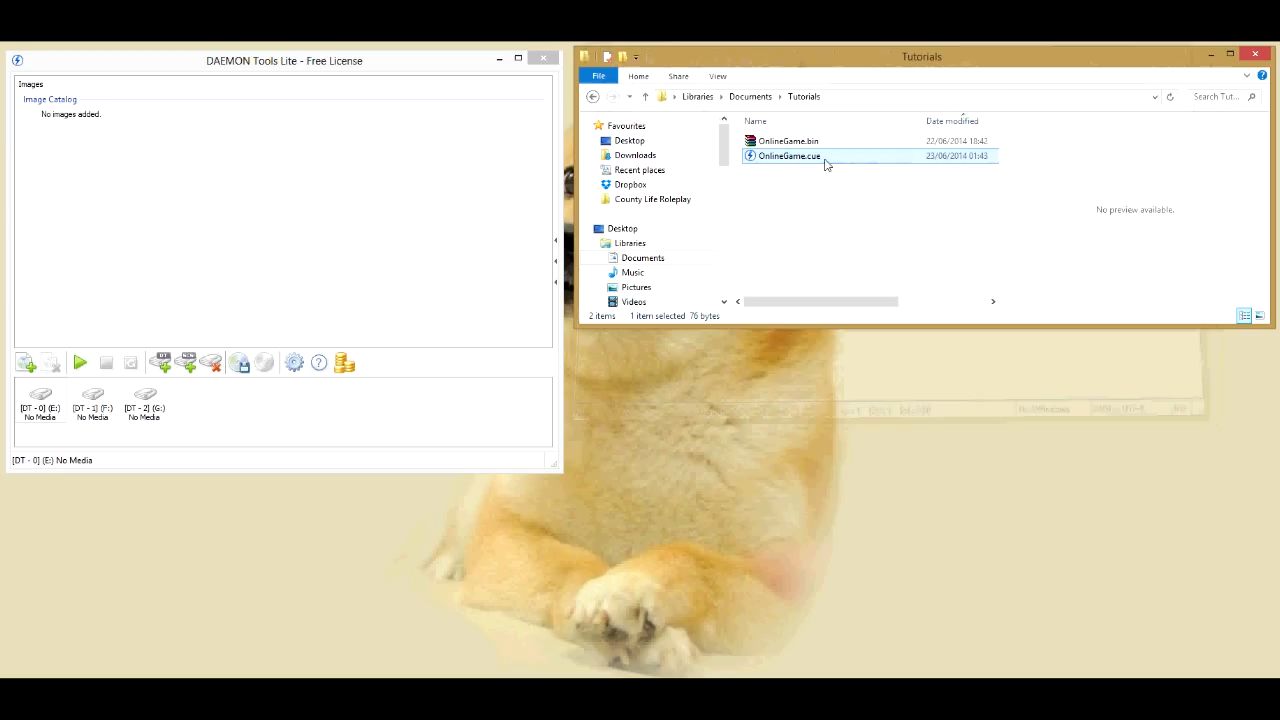 DAEMON Tools Lite - Free License
Images
Image Catalog
No images added.
DT
SCSI
[DT - 0] (E:)
No Media
[DT - 1] (F:)
No Media
[DT - 2] (G:)
No Media
[DT - 0] (E:) No Media
Tutorials
File Home Share View
Libraries Documents Tutorials
Search Tut...
Favourites
Desktop
Downloads
Recent places
Dropbox
County Life Roleplay
Desktop
Libraries
Documents
Music
Pictures
Videos
Name Date modified
OnlineGame.bin 22/06/2014 18:42
OnlineGame.cue 23/06/2014 01:43
No preview available.
2 items 1 item selected 76 bytes